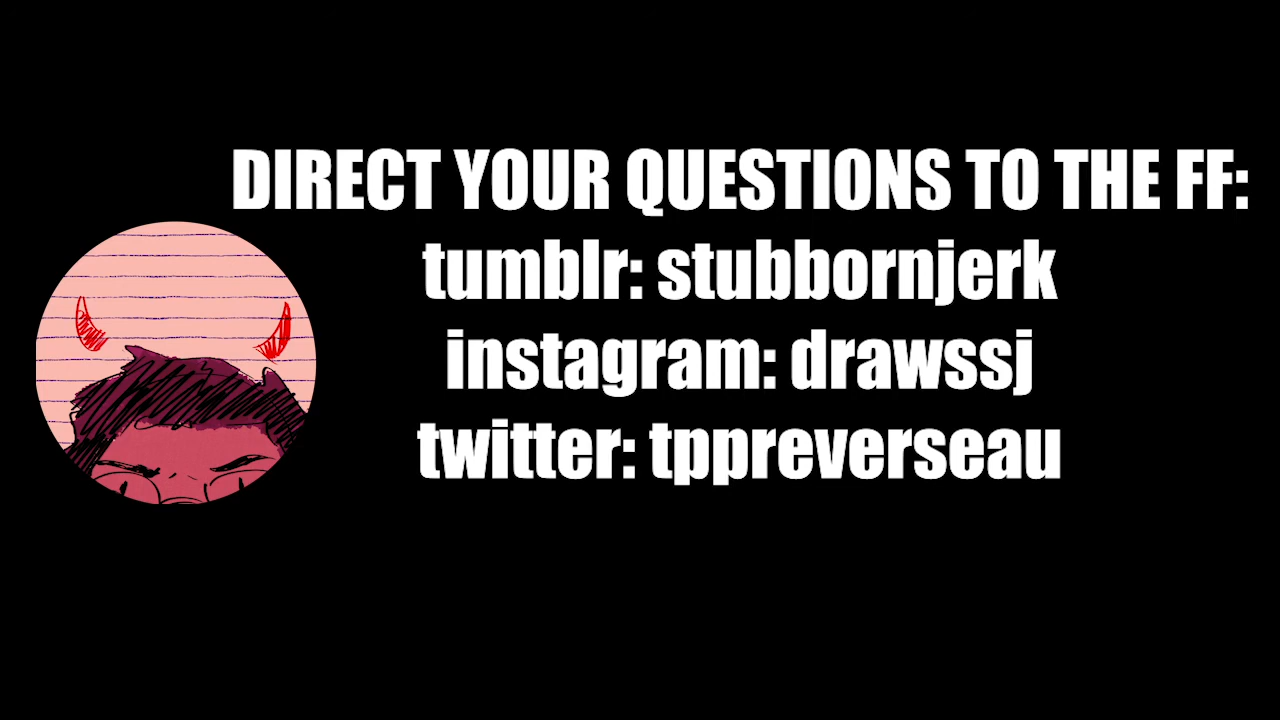 DIRECT YOUR QUESTIONS TO THE FF:
tumblr: stubbornjerk
instagram: drawssj
twitter: tppreverseau